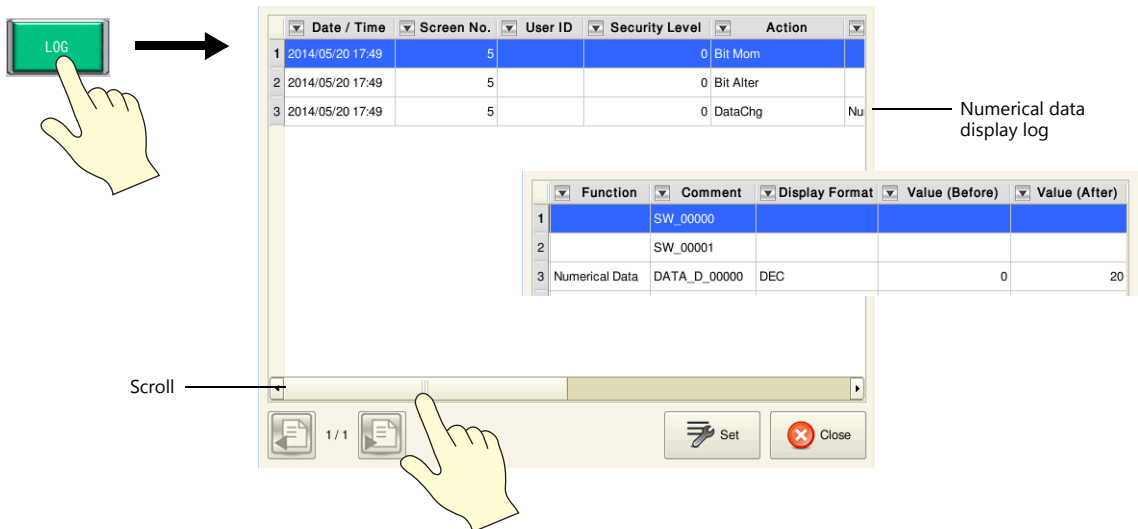 LOG
Date / Time Screen No. User ID Security Level Action
1 2014/05/20 17:49 5 0 Bit Mom
2 2014/05/20 17:49 5 0 Bit Alter
3 2014/05/20 17:49 5 0 DataChg Nu
Numerical data
display log
Function Comment Display Format Value (Before) Value (After)
1 SW_00000
2 SW_00001
3 Numerical Data DATA_D_00000 DEC 0 20
Scroll
1 / 1 Set Close